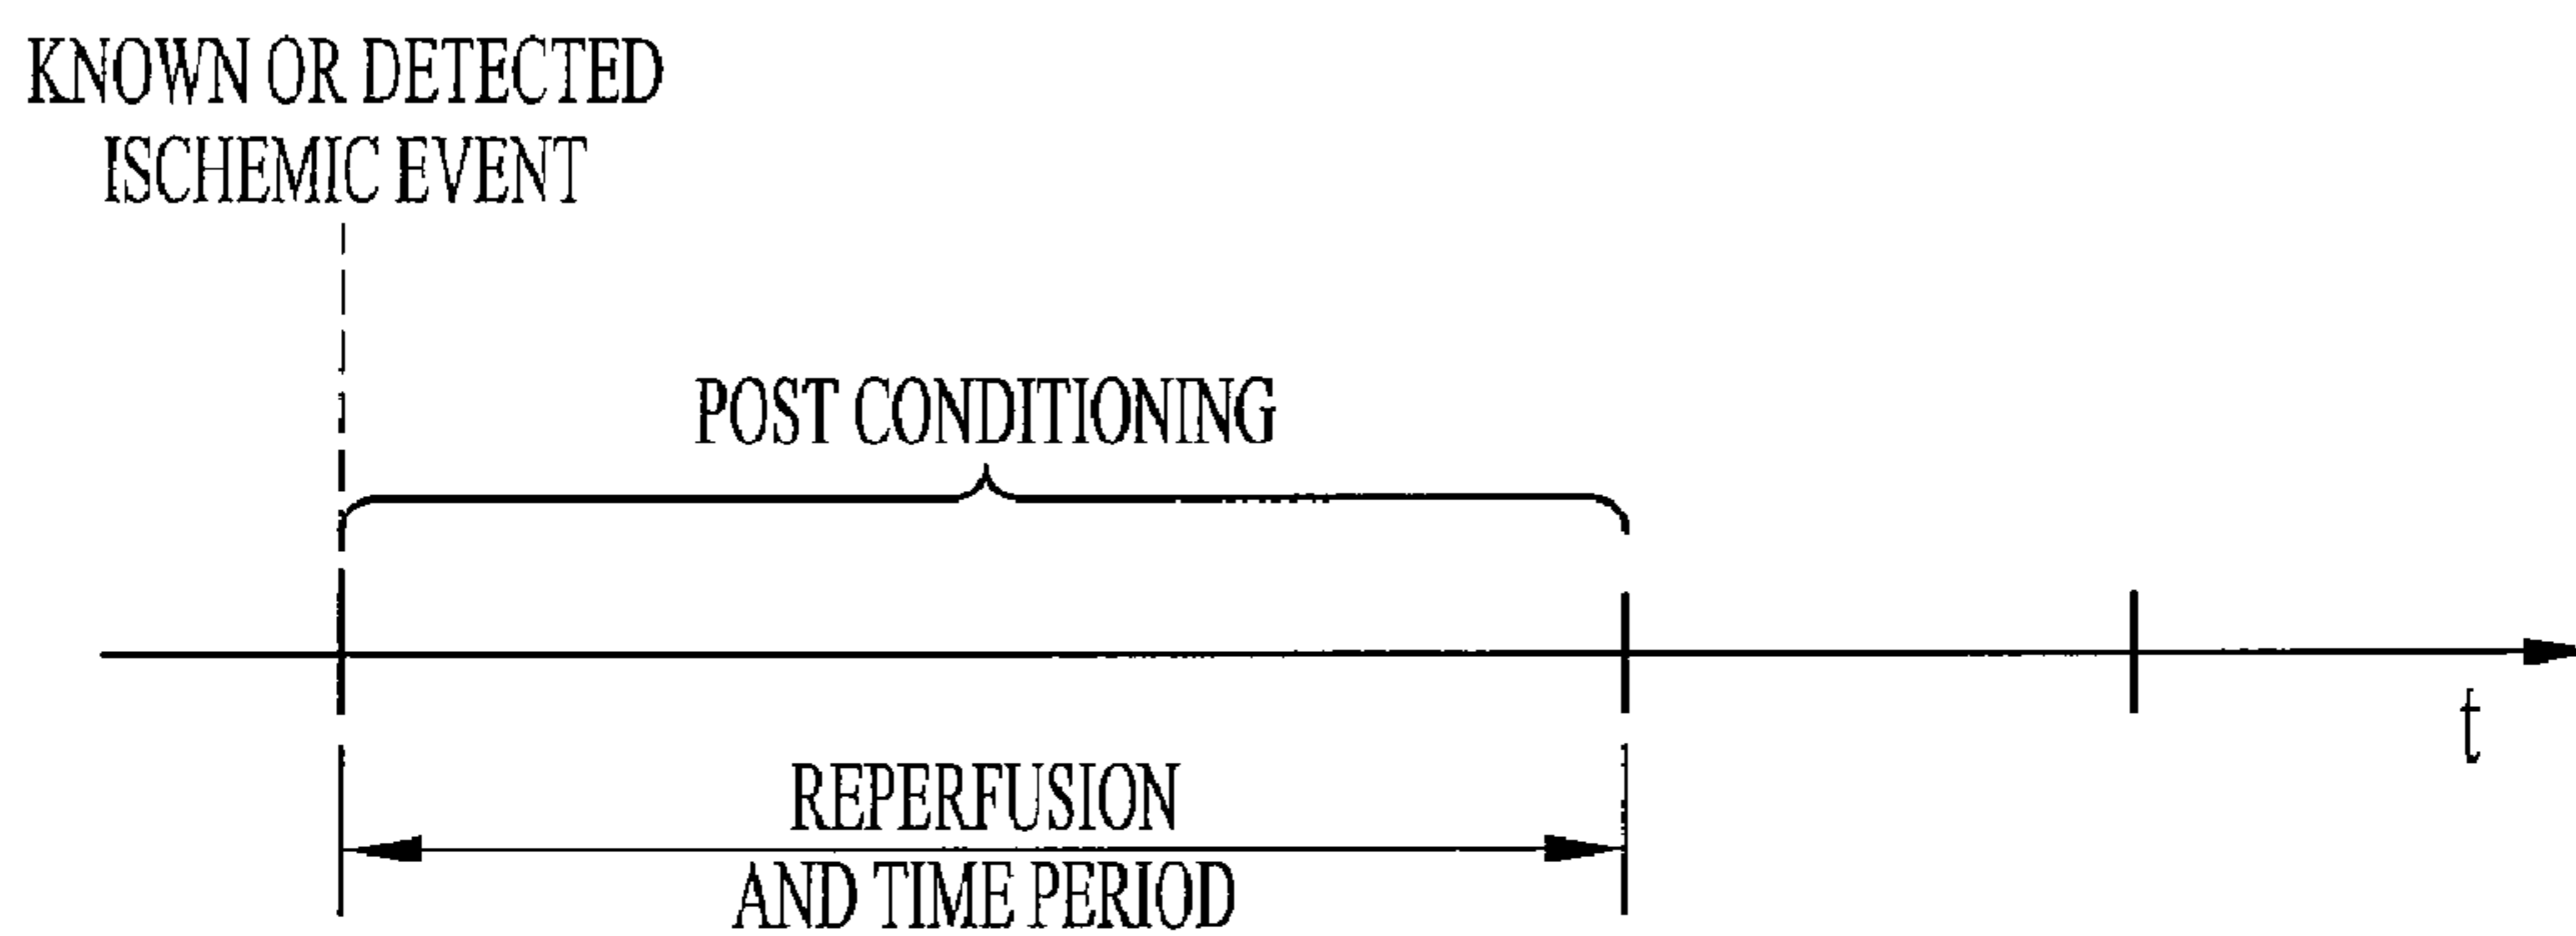 KNOWN OR DETECTED
ISCHEMIC EVENT
POST CONDITIONING
t
REPERFUSION
AND TIME PERIOD